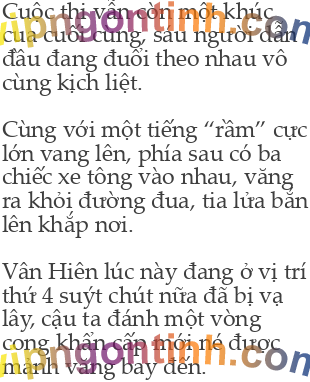 Cuộc thi vẫn còn một khúc
cua cuối cùng, sáu người dẫn
đầu đang đuổi theo nhau vô
cùng kịch liệt.
Cùng với một tiếng “rầm” cực
lớn vang lên, phía sau có ba
chiếc xe tông vào nhau, văng
ra khỏi đường đua, tia lửa bắn
lên khắp nơi.
Vân Hiên lúc này đang ở vị trí
thứ 4 suýt chút nữa đã bị vạ
lây, cậu ta đánh một vòng
cong khẩn cấp mới né được
mảnh văng bay đến.
vipngontinh.com
vipngontinh.com